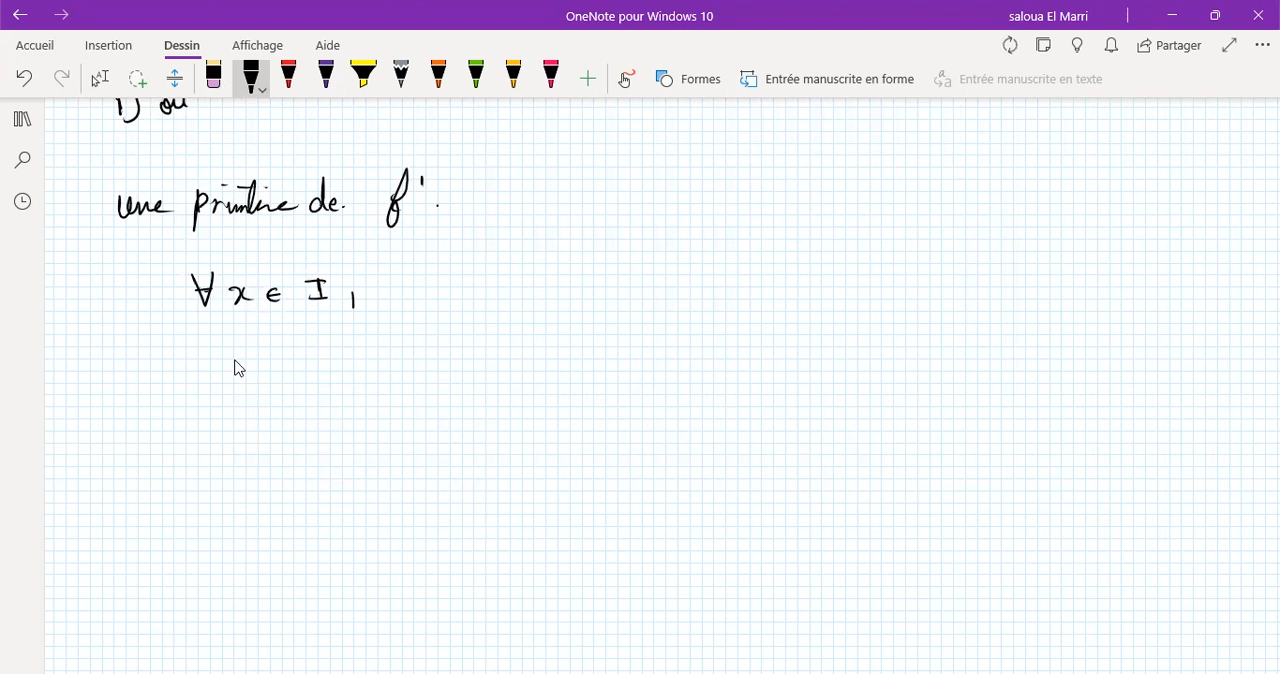 OneNote pour Windows 10
saloua El Marri
Accueil Insertion Dessin Affichage Aide
Partager
Formes Entrée manuscrite en forme Entrée manuscrite en texte
D'où
une primitive de f'.
∀ x ∈ I ,